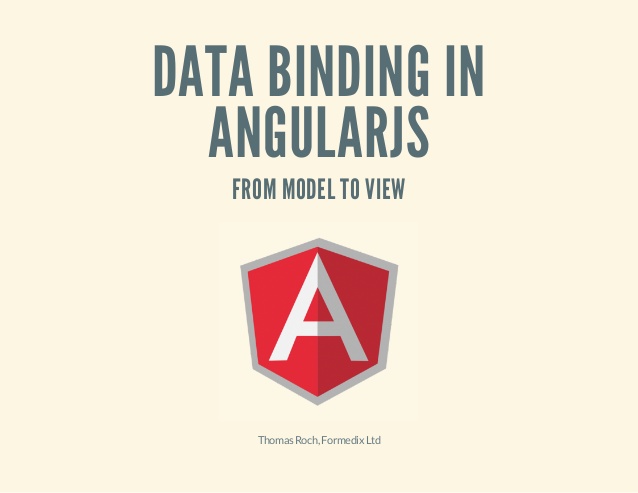 DATA BINDING IN
ANGULARJS
FROM MODEL TO VIEW
A
Thomas Roch, Formedix Ltd